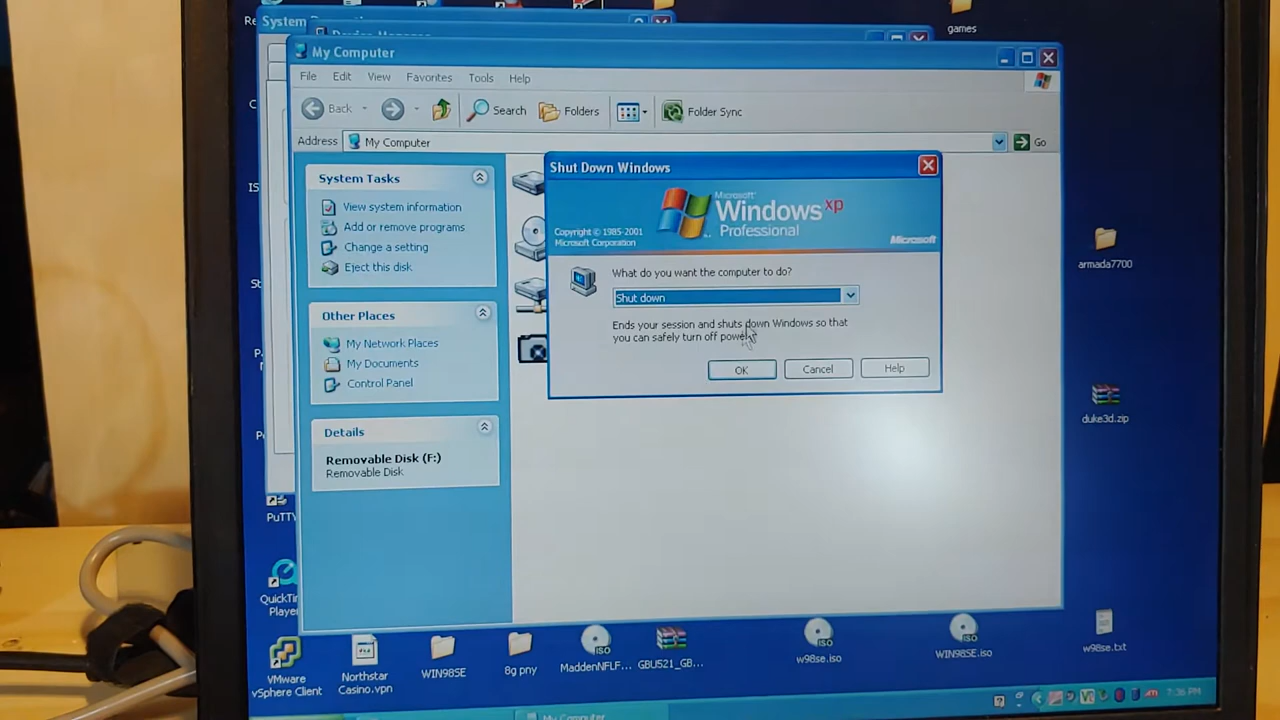 games
System
My Computer
File Edit View Favorites Tools Help
Back Search Folders Folder Sync
Address My Computer Go
System Tasks
View system information
Add or remove programs
Change a setting
Eject this disk
Other Places
My Network Places
My Documents
Control Panel
Details
Removable Disk (F:)
Removable Disk
Shut Down Windows
Microsoft
Windows xp
Professional
Copyright © 1985-2001
Microsoft Corporation
Microsoft
What do you want the computer to do?
Shut down
Ends your session and shuts down Windows so that
you can safely turn off power.
OK Cancel Help
armada7700
duke3d.zip
PuTTY
QuickTi
Player
VMware
vSphere Client
Northstar
Casino.vpn
WIN98SE
8g pny
MaddenNFLF...
GBU521_GB...
w98se.iso
WIN98SE.iso
w98se.txt
My Computer
7:36 PM